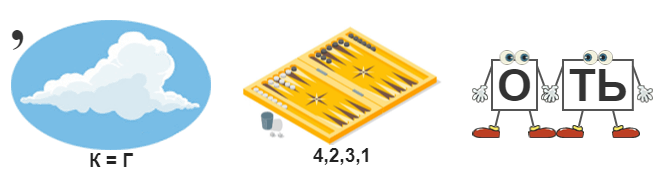 ,
К = Г
4,2,3,1
О ТЬ